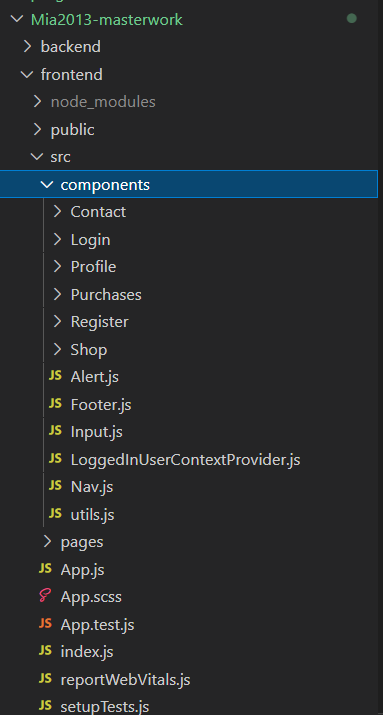 Mia2013-masterwork
backend
frontend
node_modules
public
src
components
Contact
Login
Profile
Purchases
Register
Shop
JS Alert.js
JS Footer.js
JS Input.js
JS LoggedInUserContextProvider.js
JS Nav.js
JS utils.js
pages
JS App.js
App.scss
JS App.test.js
JS index.js
JS reportWebVitals.js
JS setupTests.js